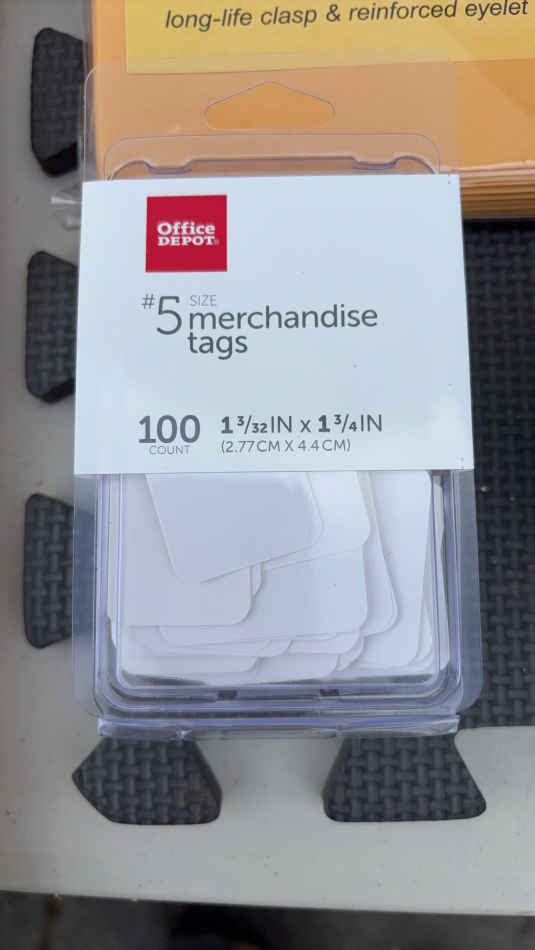 long-life clasp & reinforced eyelet
Office
DEPOT®
#5 SIZE
merchandise
tags
100
COUNT
1 3/32 IN x 1 3/4 IN
(2.77 CM X 4.4 CM)